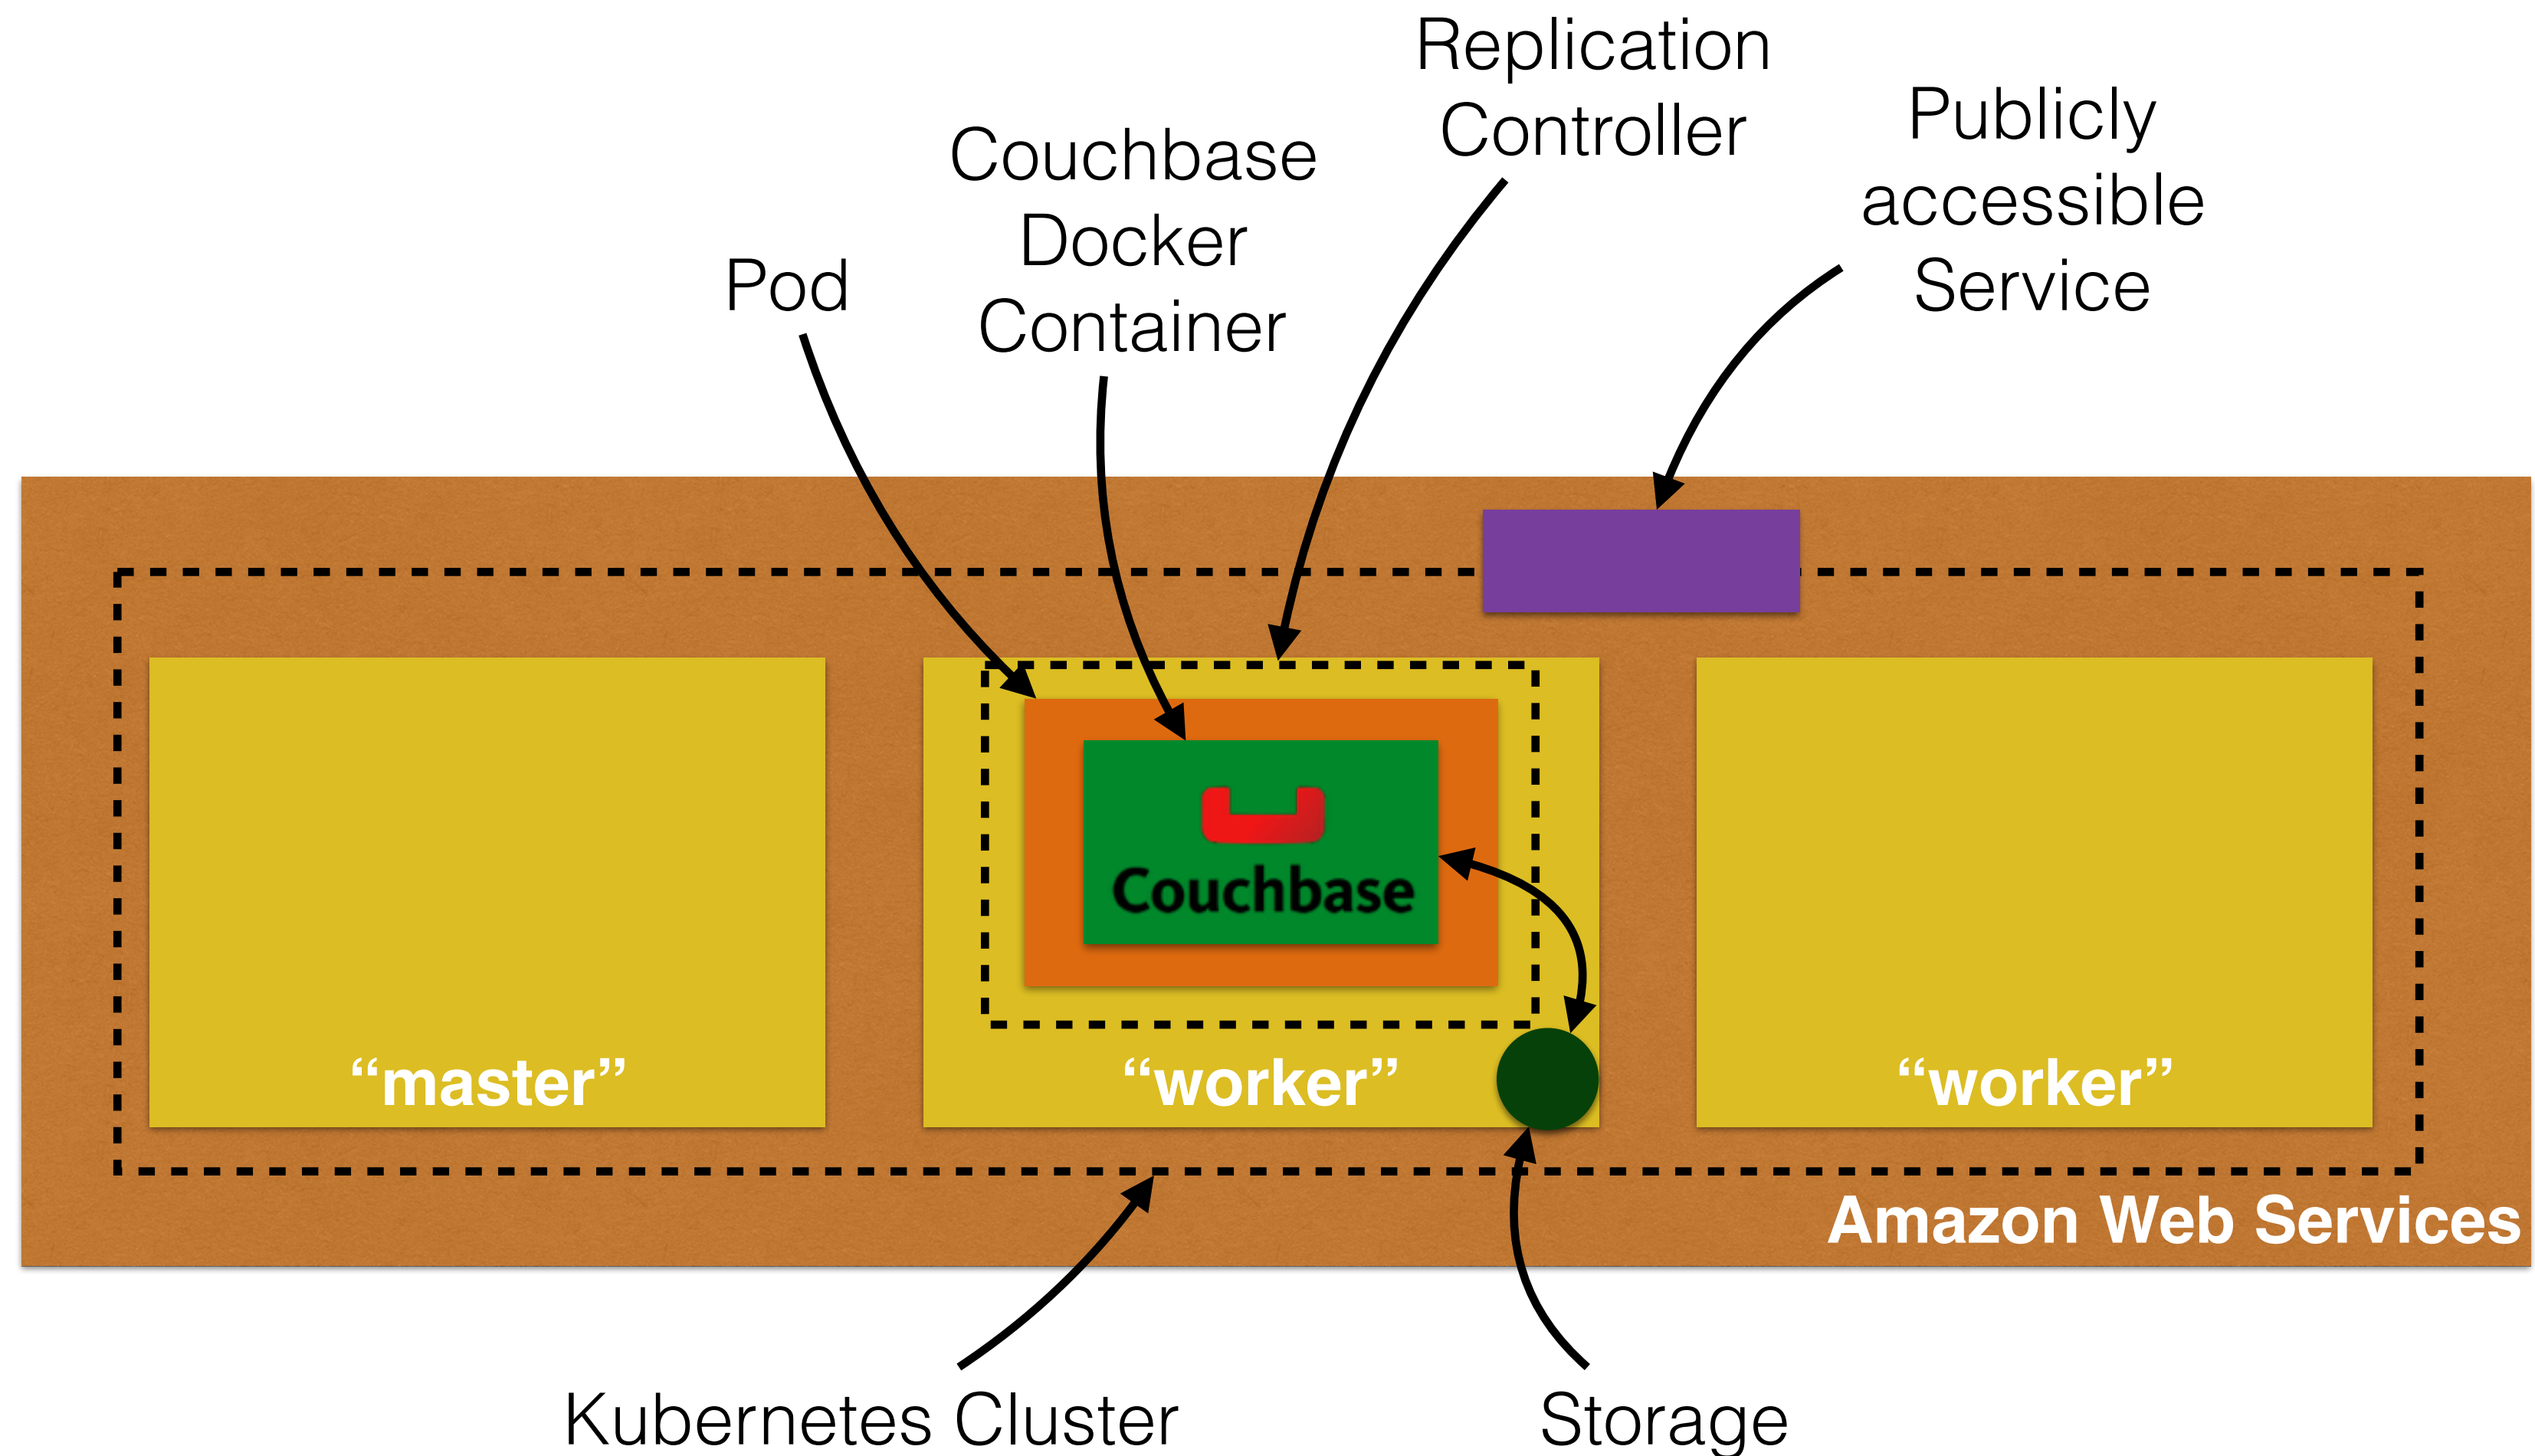 Replication
Controller
Publicly
accessible
Service
Couchbase
Docker
Container
Pod
Couchbase
“master”
“worker”
“worker”
Amazon Web Services
Kubernetes Cluster
Storage